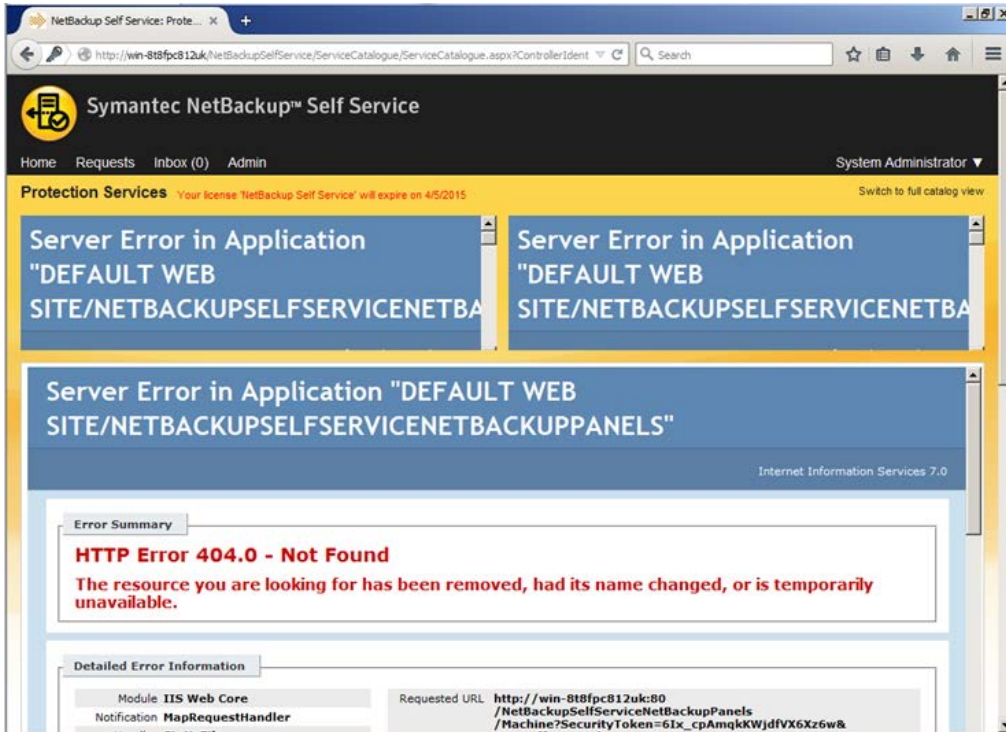 NetBackup Self Service: Prote...
http://win-8t8fpc812uk/NetBackupSelfService/ServiceCatalogue/ServiceCatalogue.aspx?ControllerIdent
Search
Symantec NetBackup™ Self Service
Home Requests Inbox (0) Admin System Administrator ▼
Protection Services Your license 'NetBackup Self Service' will expire on 4/5/2015 Switch to full catalog view
Server Error in Application
"DEFAULT WEB
SITE/NETBACKUPSELFSERVICENETBA
Server Error in Application
"DEFAULT WEB
SITE/NETBACKUPSELFSERVICENETBA
Server Error in Application "DEFAULT WEB
SITE/NETBACKUPSELFSERVICENETBACKUPPANELS"
Internet Information Services 7.0
Error Summary
HTTP Error 404.0 - Not Found
The resource you are looking for has been removed, had its name changed, or is temporarily
unavailable.
Detailed Error Information
Module IIS Web Core
Notification MapRequestHandler
Requested URL http://win-8t8fpc812uk:80
/NetBackupSelfServiceNetBackupPanels
/Machine?SecurityToken=6Ix_cpAmqkKWjdfVX6Xz6w&